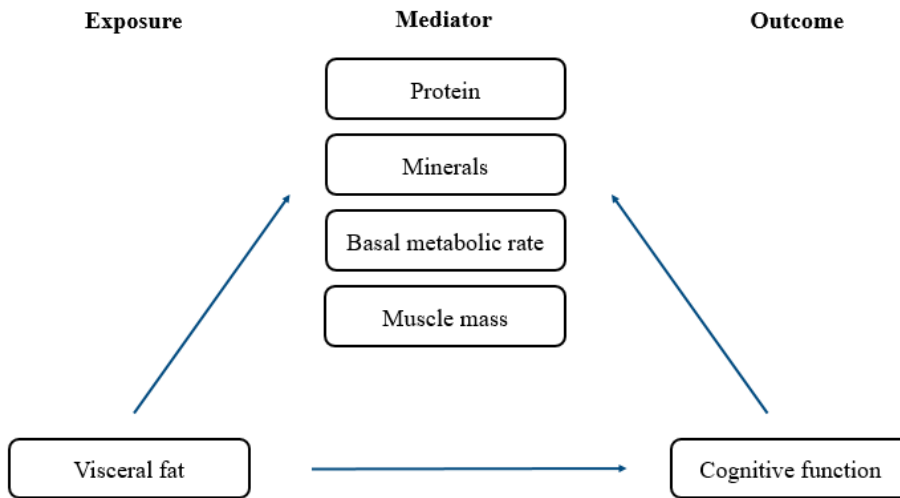 Exposure
Mediator
Outcome
Protein
Minerals
Basal metabolic rate
Muscle mass
Visceral fat
Cognitive function